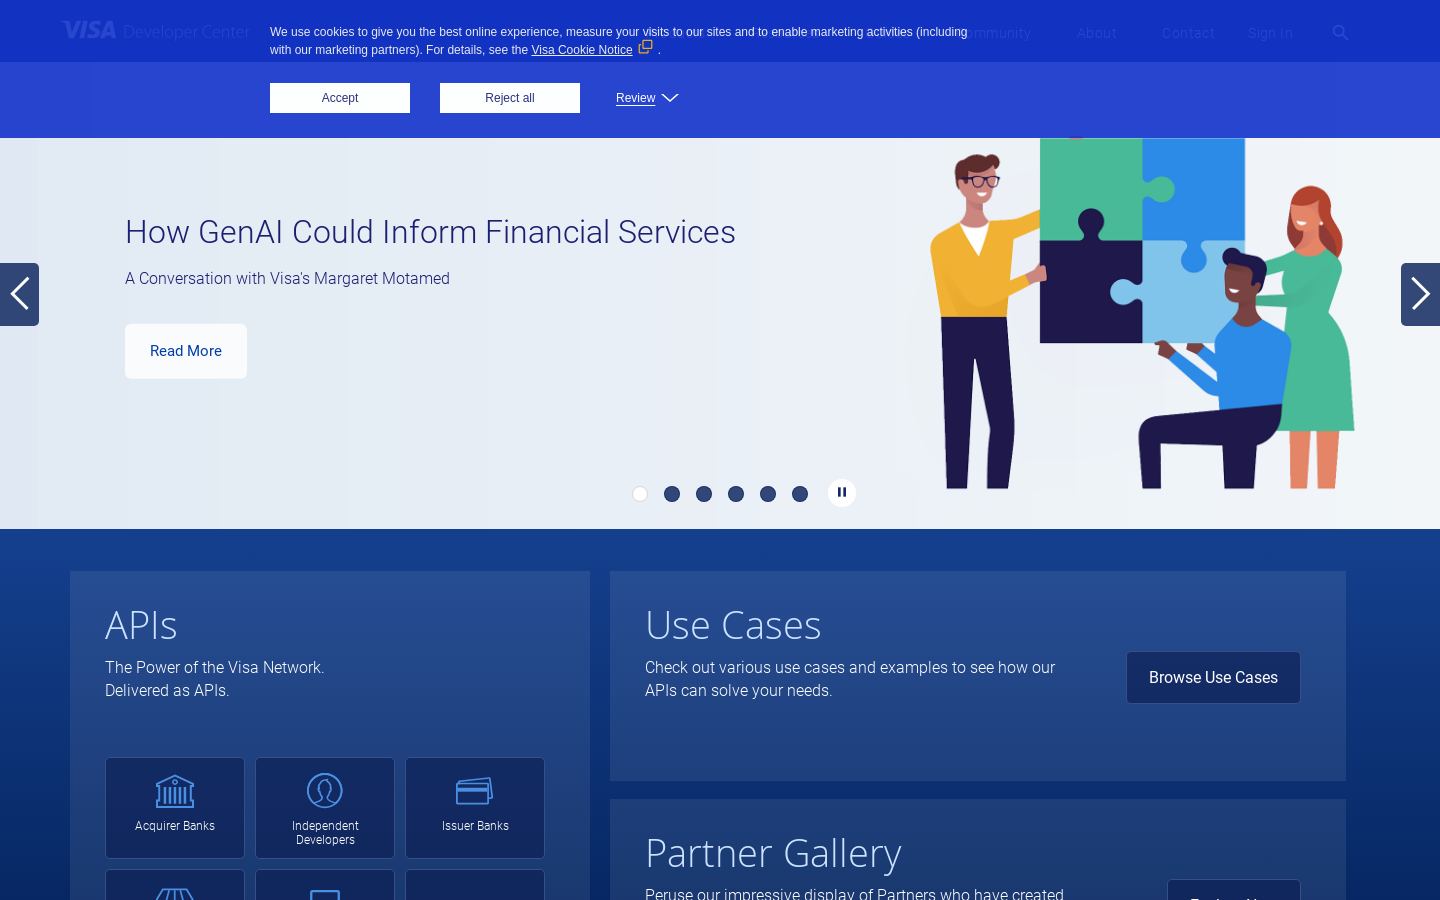 VISA Developer Center
We use cookies to give you the best online experience, measure your visits to our sites and to enable marketing activities (including
with our marketing partners). For details, see the Visa Cookie Notice .
About
Contact
Sign In
Accept
Reject all
Review
How GenAI Could Inform Financial Services
A Conversation with Visa's Margaret Motamed
Read More
APIs
The Power of the Visa Network.
Delivered as APIs.
Acquirer Banks
Independent
Developers
Issuer Banks
Use Cases
Check out various use cases and examples to see how our
APIs can solve your needs.
Browse Use Cases
Partner Gallery
Peruse our impressive display of Partners who have created